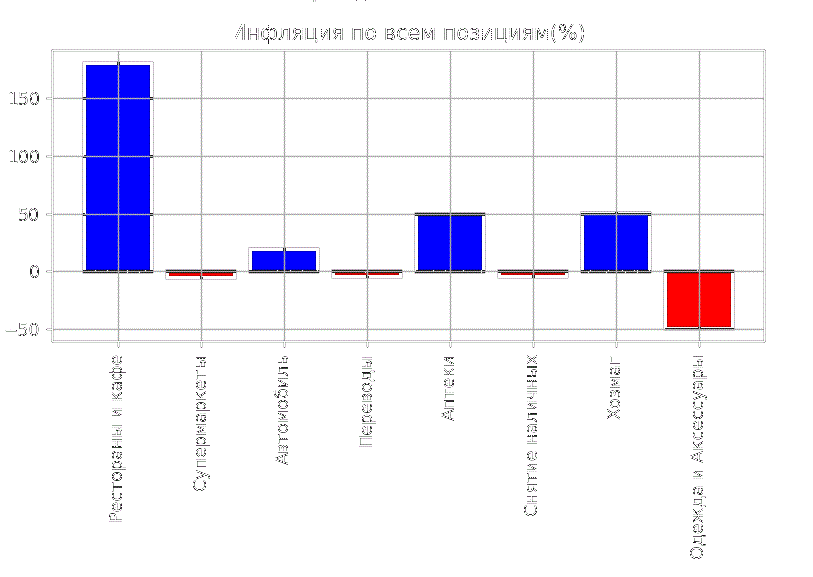 Инфляция по всем позициям(%)
150
100
50
0
−50
Рестораны и кафе
Супермаркеты
Автомобиль
Переводы
Аптеки
Снятие наличных
Хозмаг
Одежда и Аксессуары